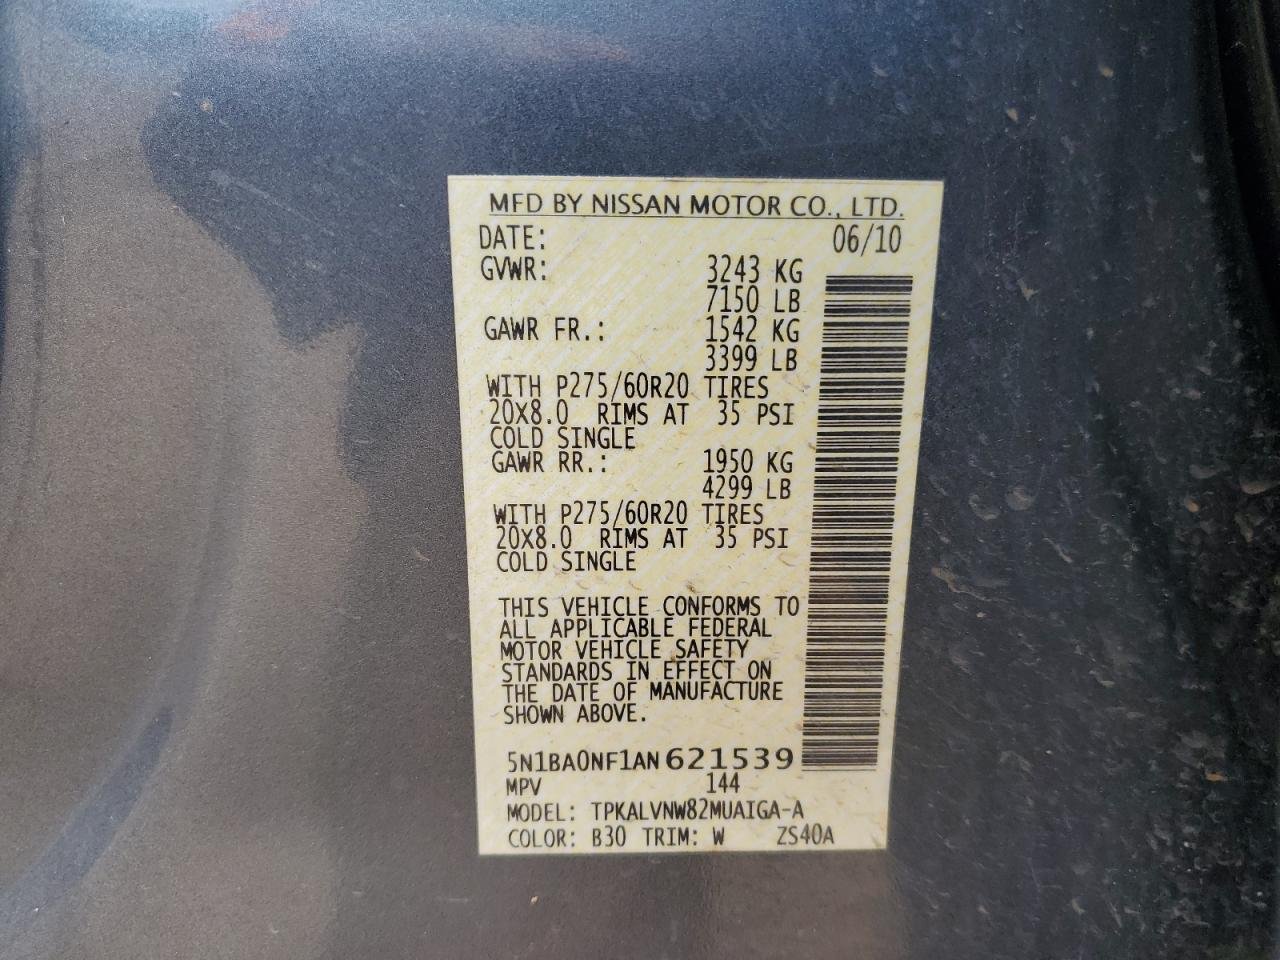 MFD BY NISSAN MOTOR CO., LTD.
DATE: 06/10
GVWR: 3243 KG
7150 LB
GAWR FR.: 1542 KG
3399 LB
WITH P275/60R20 TIRES
20X8.0 RIMS AT 35 PSI
COLD SINGLE
GAWR RR.: 1950 KG
4299 LB
WITH P275/60R20 TIRES
20X8.0 RIMS AT 35 PSI
COLD SINGLE
THIS VEHICLE CONFORMS TO
ALL APPLICABLE FEDERAL
MOTOR VEHICLE SAFETY
STANDARDS IN EFFECT ON
THE DATE OF MANUFACTURE
SHOWN ABOVE.
5N1BA0NF1AN621539
MPV 144
MODEL: TPKALVNW82MUAIGA-A
COLOR: B30 TRIM: W ZS40A